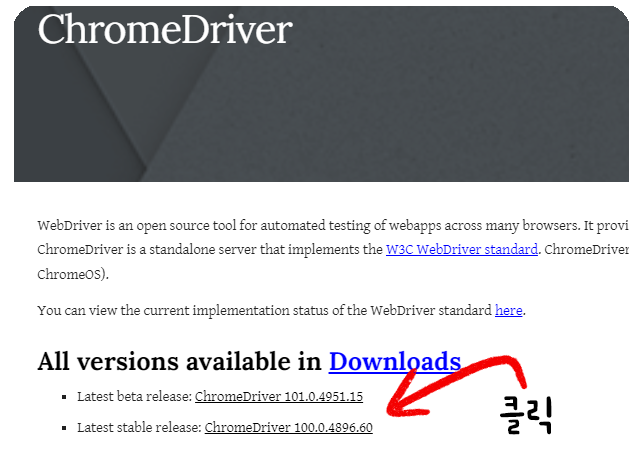 ChromeDriver
WebDriver is an open source tool for automated testing of webapps across many browsers. It provi
ChromeDriver is a standalone server that implements the W3C WebDriver standard. ChromeDriver
ChromeOS).
You can view the current implementation status of the WebDriver standard here.
All versions available in Downloads
Latest beta release: ChromeDriver 101.0.4951.15
Latest stable release: ChromeDriver 100.0.4896.60
클릭